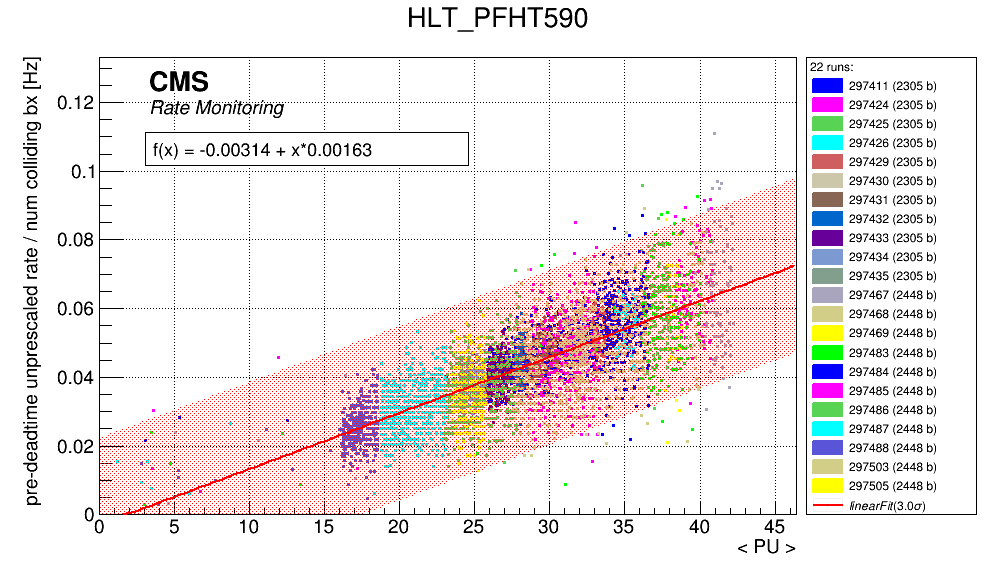 HLT_PFHT590
pre-deadtime unprescaled rate / num colliding bx [Hz]
CMS
Rate Monitoring
f(x) = -0.00314 + x*0.00163
0.12
0.1
0.08
0.06
0.04
0.02
0
0 5 10 15 20 25 30 35 40 45
< PU >
22 runs:
297411 (2305 b)
297424 (2305 b)
297425 (2305 b)
297426 (2305 b)
297429 (2305 b)
297430 (2305 b)
297431 (2305 b)
297432 (2305 b)
297433 (2305 b)
297434 (2305 b)
297435 (2305 b)
297467 (2448 b)
297468 (2448 b)
297469 (2448 b)
297483 (2448 b)
297484 (2448 b)
297485 (2448 b)
297486 (2448 b)
297487 (2448 b)
297488 (2448 b)
297503 (2448 b)
297505 (2448 b)
linearFit(3.0σ)